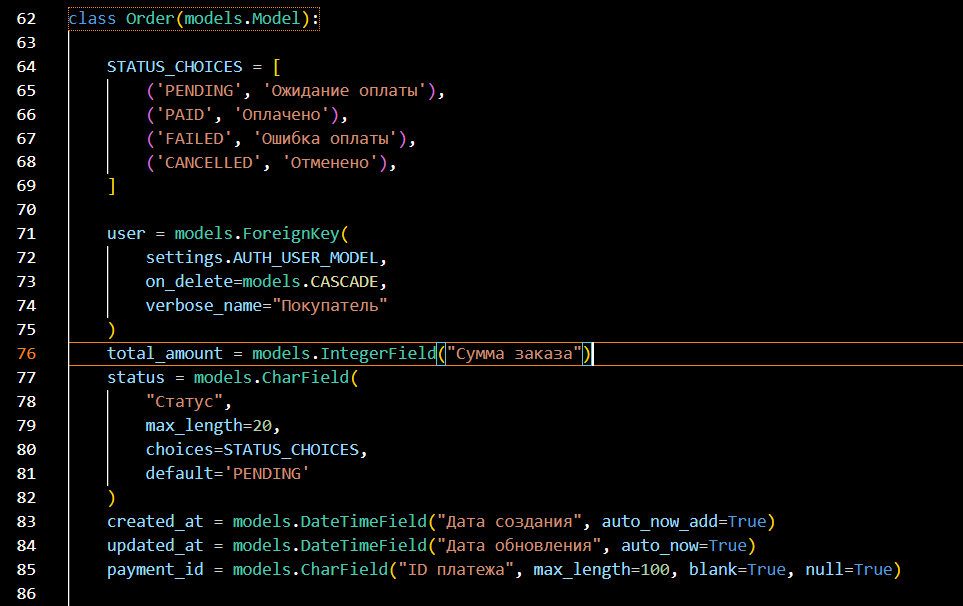 62 class Order(models.Model):
63
64     STATUS_CHOICES = [
65         ('PENDING', 'Ожидание оплаты'),
66         ('PAID', 'Оплачено'),
67         ('FAILED', 'Ошибка оплаты'),
68         ('CANCELLED', 'Отменено'),
69     ]
70
71     user = models.ForeignKey(
72         settings.AUTH_USER_MODEL,
73         on_delete=models.CASCADE,
74         verbose_name="Покупатель"
75     )
76     total_amount = models.IntegerField("Сумма заказа")
77     status = models.CharField(
78         "Статус",
79         max_length=20,
80         choices=STATUS_CHOICES,
81         default='PENDING'
82     )
83     created_at = models.DateTimeField("Дата создания", auto_now_add=True)
84     updated_at = models.DateTimeField("Дата обновления", auto_now=True)
85     payment_id = models.CharField("ID платежа", max_length=100, blank=True, null=True)
86